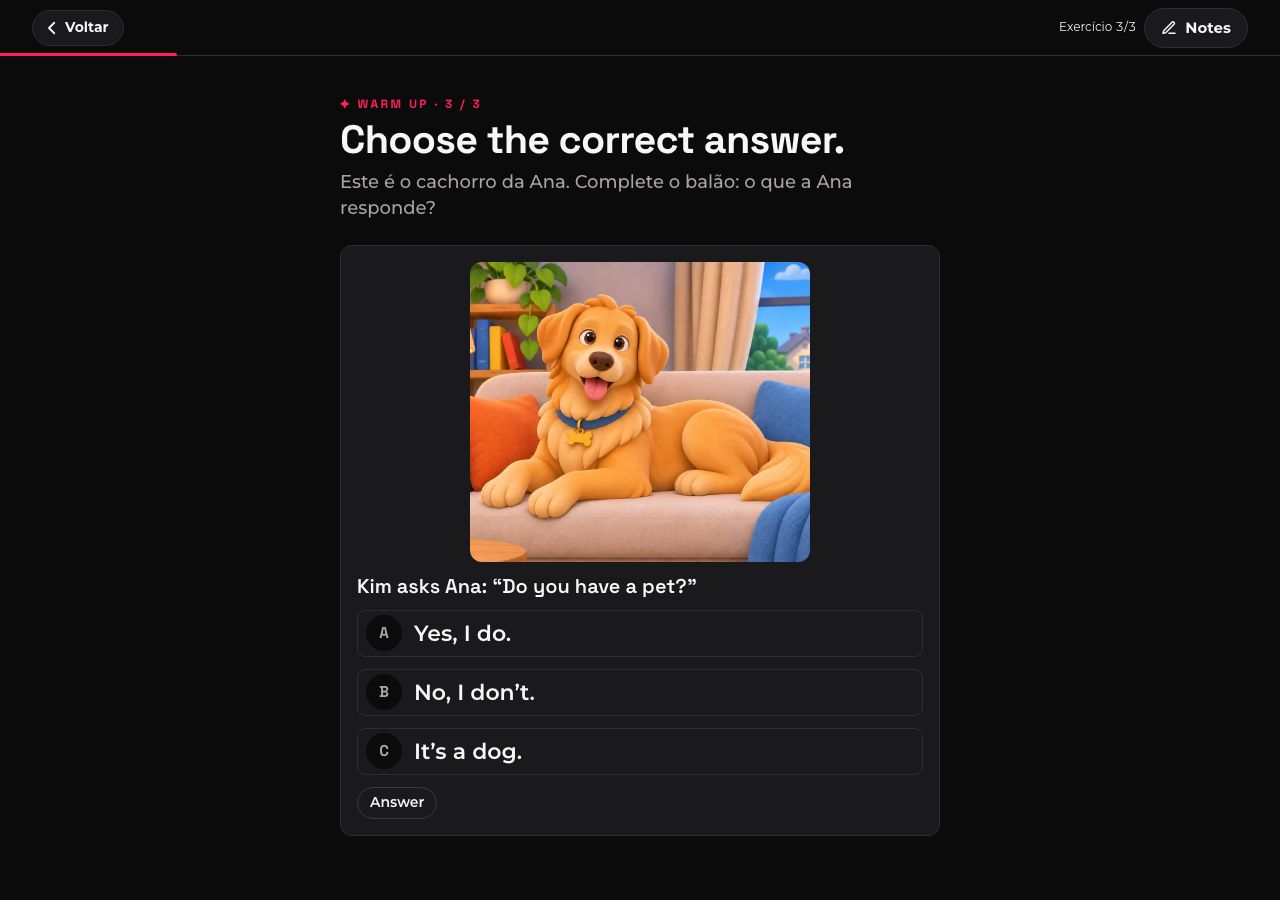 Voltar
Exercício 3/3
Notes
WARM UP · 3 / 3
Choose the correct answer.
Este é o cachorro da Ana. Complete o balão: o que a Ana
responde?
Kim asks Ana: “Do you have a pet?”
A Yes, I do.
B No, I don’t.
C It’s a dog.
Answer